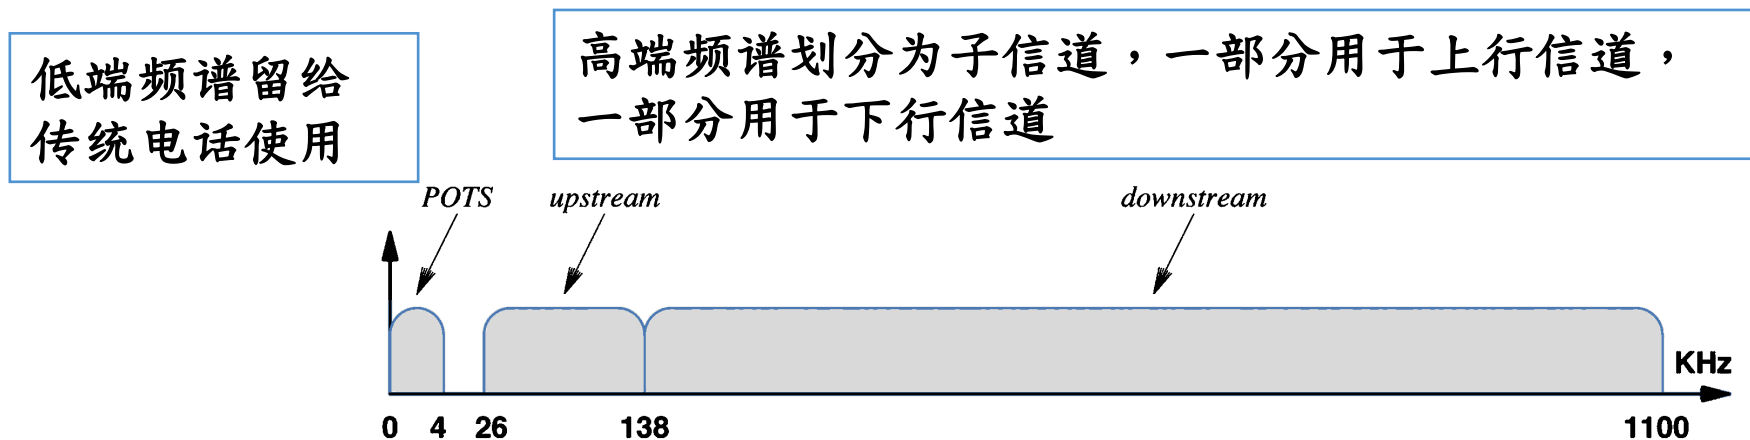 低端频谱留给
传统电话使用
高端频谱划分为子信道，一部分用于上行信道，
一部分用于下行信道
POTS upstream downstream
KHz
0 4 26 138 1100